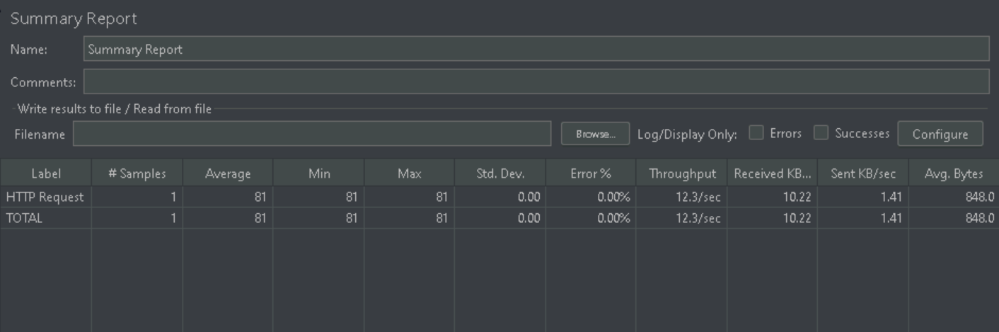 Summary Report
Name: Summary Report
Comments:
Write results to file / Read from file
Filename Browse... Log/Display Only: Errors Successes Configure
Label # Samples Average Min Max Std. Dev. Error % Throughput Received KB... Sent KB/sec Avg. Bytes
HTTP Request 1 81 81 81 0.00 0.00% 12.3/sec 10.22 1.41 848.0
TOTAL 1 81 81 81 0.00 0.00% 12.3/sec 10.22 1.41 848.0